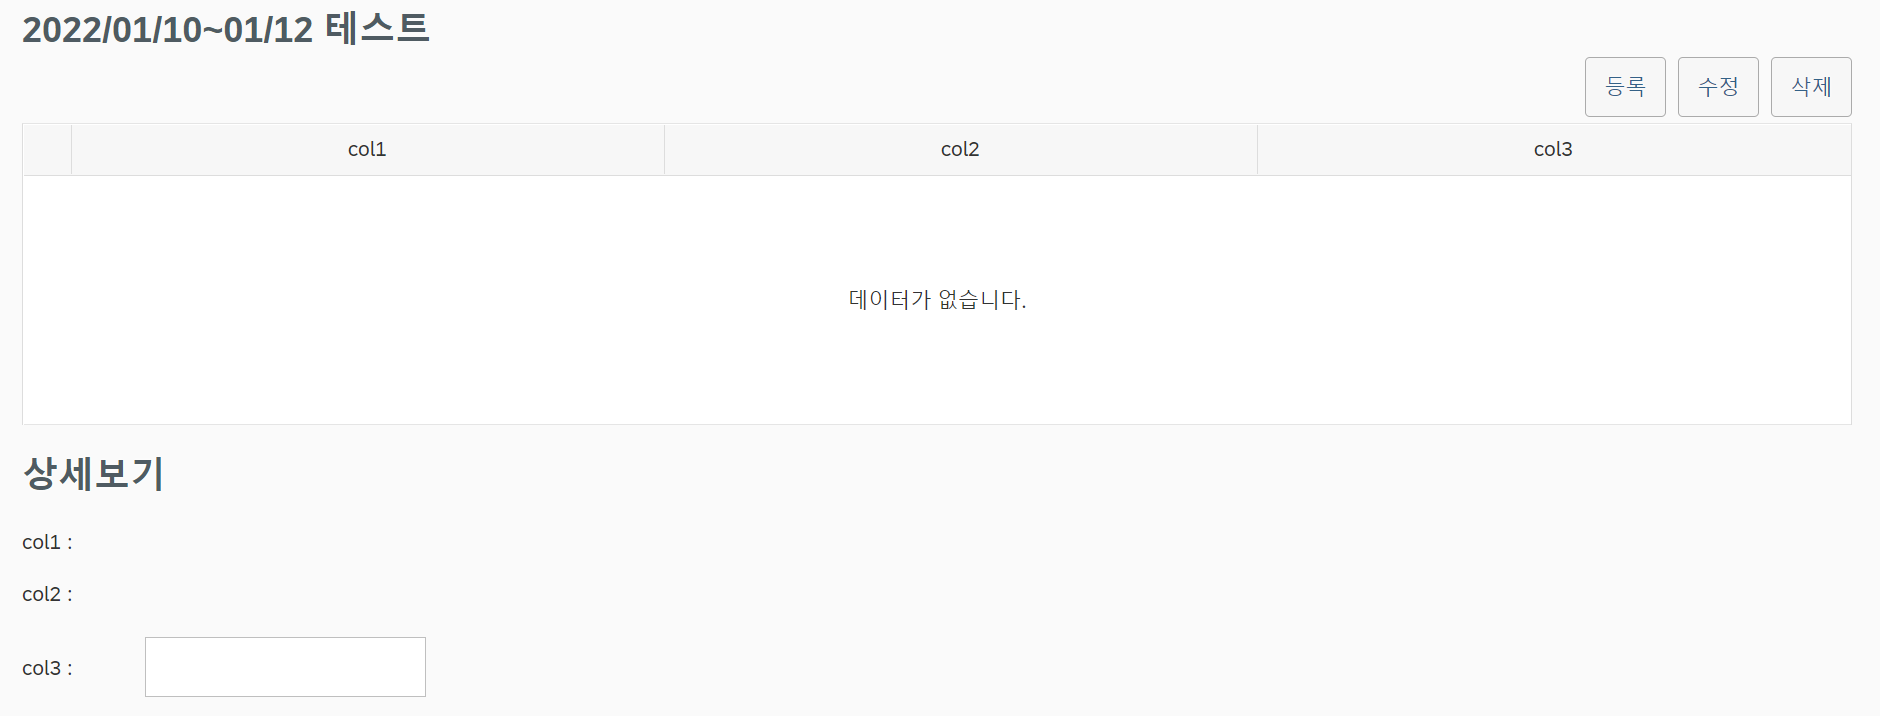 2022/01/10~01/12 테스트
등록 수정 삭제
col1 col2 col3
데이터가 없습니다.
상세보기
col1 :
col2 :
col3 :